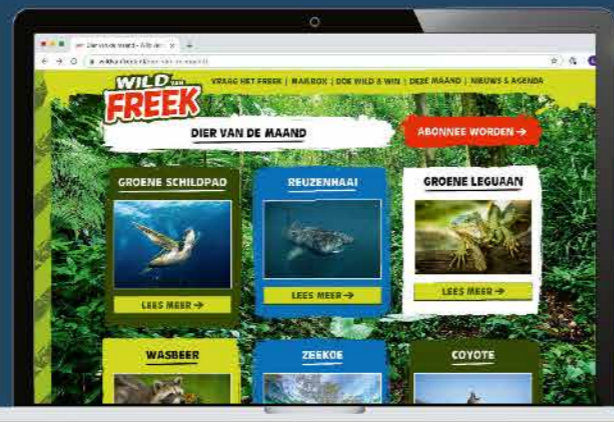 WILD VAN
FREEK
VRAAG HET FREEK | MAILBOX | DOE WILD & WIN | DEZE MAAND | NIEUWS & AGENDA
DIER VAN DE MAAND
ABONNEE WORDEN →
GROENE SCHILDPAD
REUZENHAAI
GROENE LEGUAAN
LEES MEER →
LEES MEER →
LEES MEER →
WASBEER
ZEEKOE
COYOTE